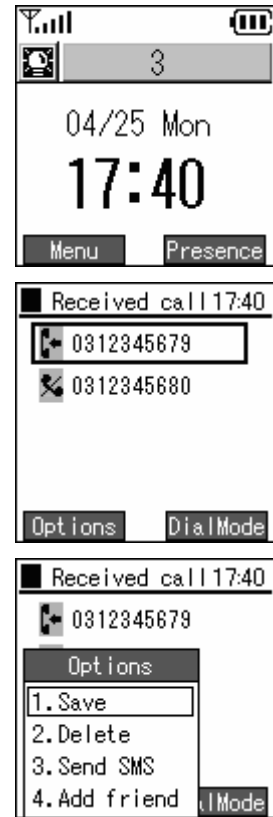 3
04/25 Mon
17:40
Menu Presence
Received call 17:40
0312345679
0312345680
Options DialMode
Received call 17:40
0312345679
Options
1.Save
2.Delete
3.Send SMS
4.Add friend lMode